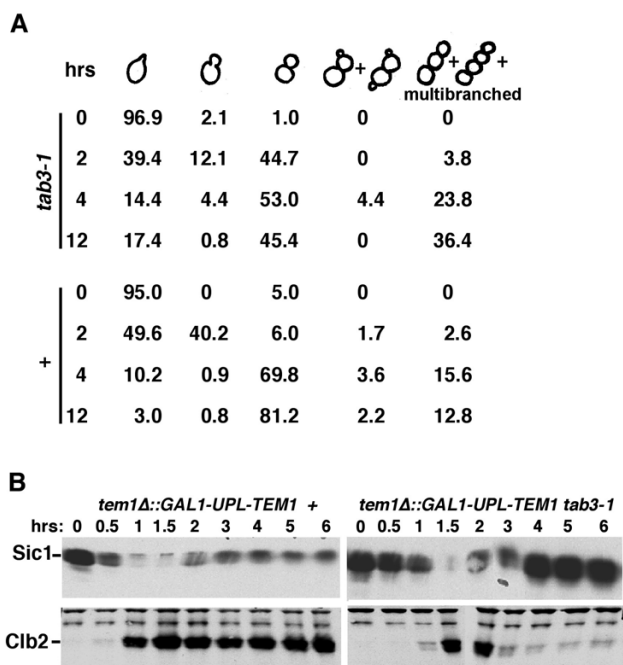 A
hrs + + +
multibranched
tab3-1
0 96.9 2.1 1.0 0 0
2 39.4 12.1 44.7 0 3.8
4 14.4 4.4 53.0 4.4 23.8
12 17.4 0.8 45.4 0 36.4
+
0 95.0 0 5.0 0 0
2 49.6 40.2 6.0 1.7 2.6
4 10.2 0.9 69.8 3.6 15.6
12 3.0 0.8 81.2 2.2 12.8
B
tem1Δ::GAL1-UPL-TEM1 + tem1Δ::GAL1-UPL-TEM1 tab3-1
hrs: 0 0.5 1 1.5 2 3 4 5 6 0 0.5 1 1.5 2 3 4 5 6
Sic1
Clb2